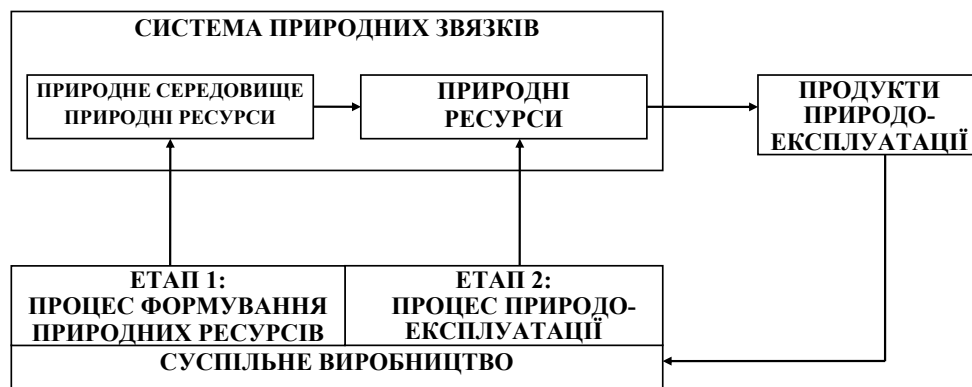 СИСТЕМА ПРИРОДНИХ ЗВЯЗКІВ
ПРИРОДНЕ СЕРЕДОВИЩЕ
ПРИРОДНІ РЕСУРСИ
ПРИРОДНІ
РЕСУРСИ
ПРОДУКТИ
ПРИРОДО-
ЕКСПЛУАТАЦІЇ
ЕТАП 1:
ПРОЦЕС ФОРМУВАННЯ
ПРИРОДНИХ РЕСУРСІВ
ЕТАП 2:
ПРОЦЕС ПРИРОДО-
ЕКСПЛУАТАЦІЇ
СУСПІЛЬНЕ ВИРОБНИЦТВО